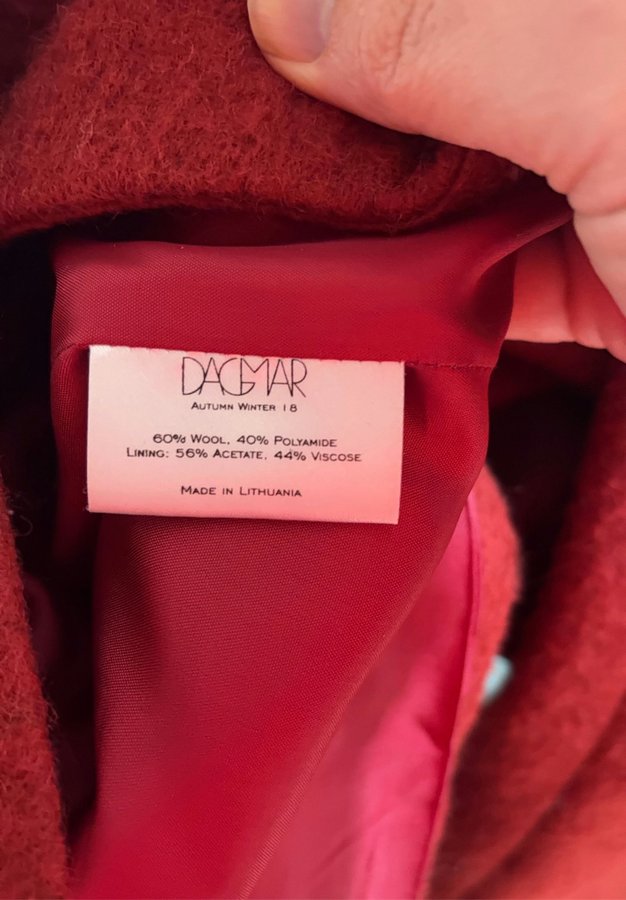 DAGMAR
AUTUMN WINTER 18
60% WOOL, 40% POLYAMIDE
LINING: 56% ACETATE, 44% VISCOSE
MADE IN LITHUANIA